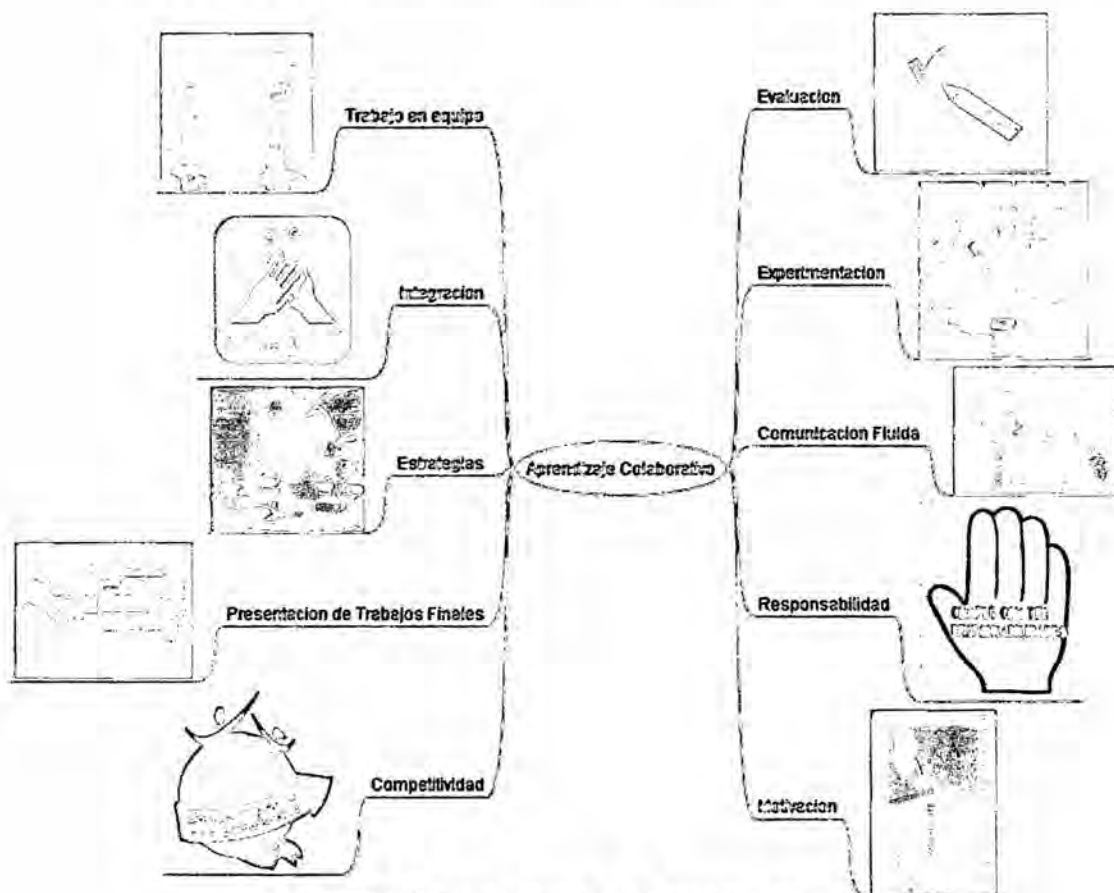 Trabajo en equipo
Integracion
Estrategias
Presentacion de Trabajos Finales
Competitividad
Aprendizaje Colaborativo
Evaluacion
Experimentacion
Comunicacion Fluida
Responsabilidad
Motivacion